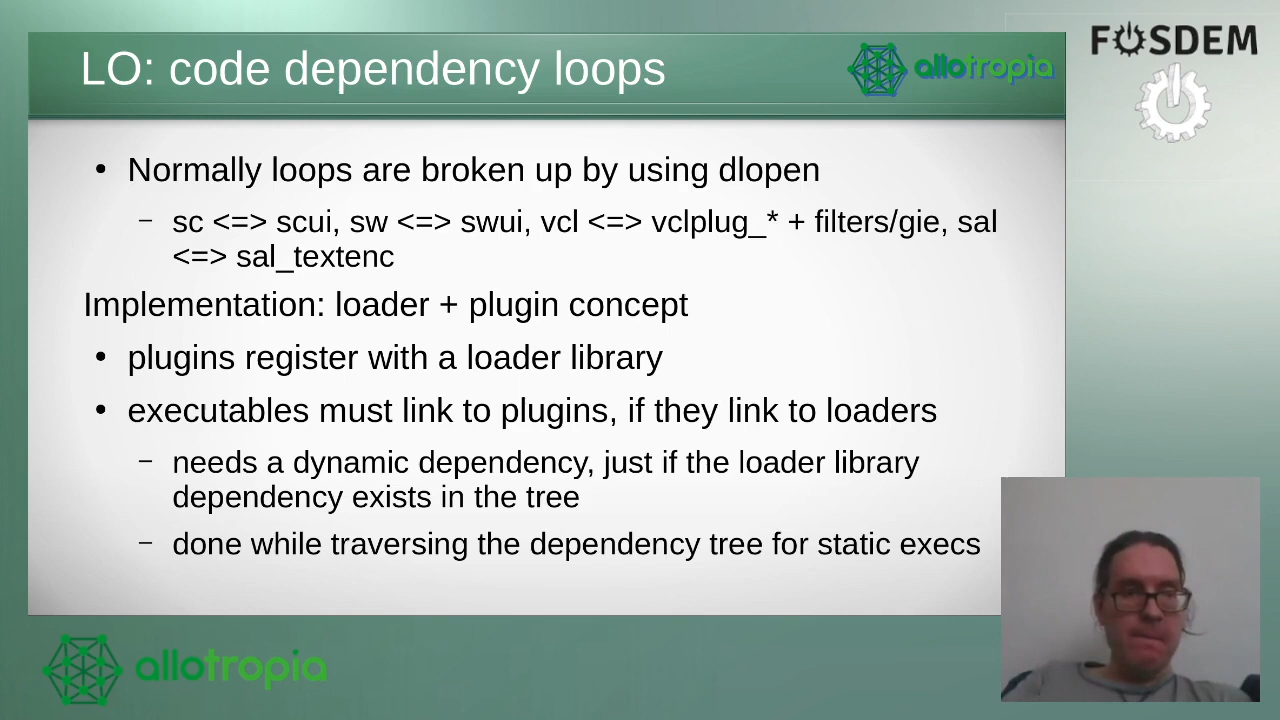 LO: code dependency loops
allotropia
FOSDEM
• Normally loops are broken up by using dlopen
– sc <=> scui, sw <=> swui, vcl <=> vclplug_* + filters/gie, sal
<=> sal_textenc
Implementation: loader + plugin concept
• plugins register with a loader library
• executables must link to plugins, if they link to loaders
– needs a dynamic dependency, just if the loader library
dependency exists in the tree
– done while traversing the dependency tree for static execs
allotropia